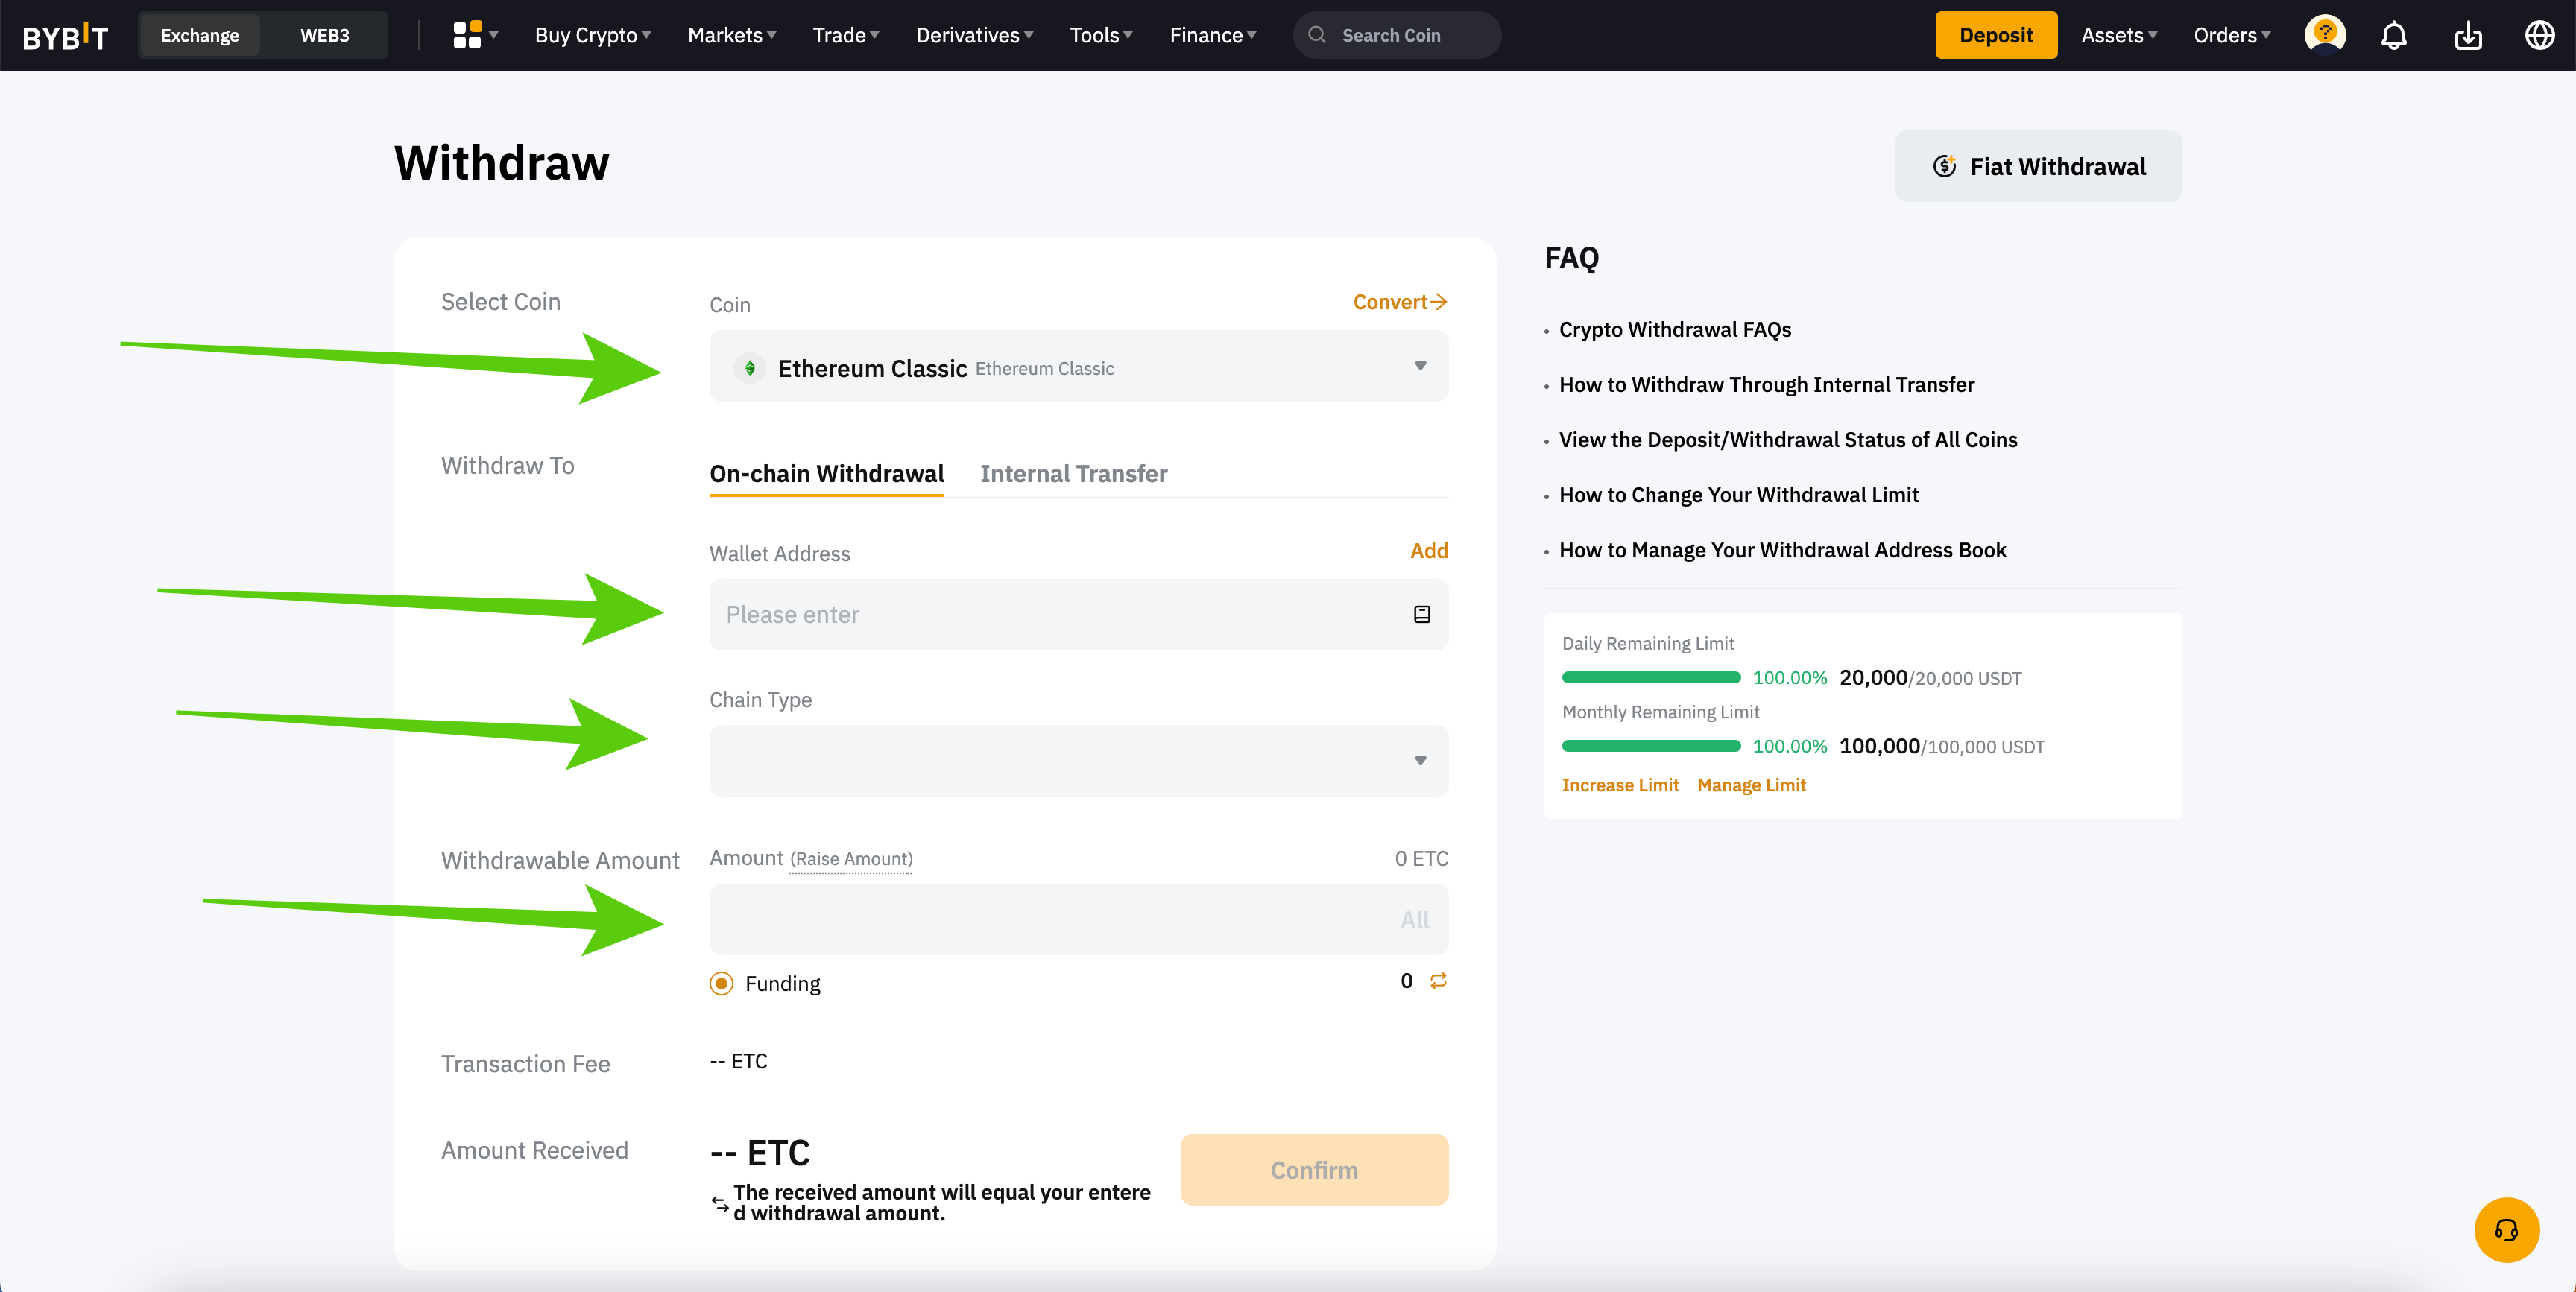 BYBIT Exchange WEB3 Buy Crypto Markets Trade Derivatives Tools Finance Search Coin Deposit Assets Orders
Withdraw
Fiat Withdrawal
Select Coin
Coin
Convert
Ethereum Classic Ethereum Classic
Withdraw To
On-chain Withdrawal Internal Transfer
Wallet Address
Add
Please enter
Chain Type
Withdrawable Amount
Amount (Raise Amount)
0 ETC
All
Funding
0
Transaction Fee
-- ETC
Amount Received
-- ETC
The received amount will equal your entere
d withdrawal amount.
Confirm
FAQ
• Crypto Withdrawal FAQs
• How to Withdraw Through Internal Transfer
• View the Deposit/Withdrawal Status of All Coins
• How to Change Your Withdrawal Limit
• How to Manage Your Withdrawal Address Book
Daily Remaining Limit
100.00% 20,000/20,000 USDT
Monthly Remaining Limit
100.00% 100,000/100,000 USDT
Increase Limit Manage Limit